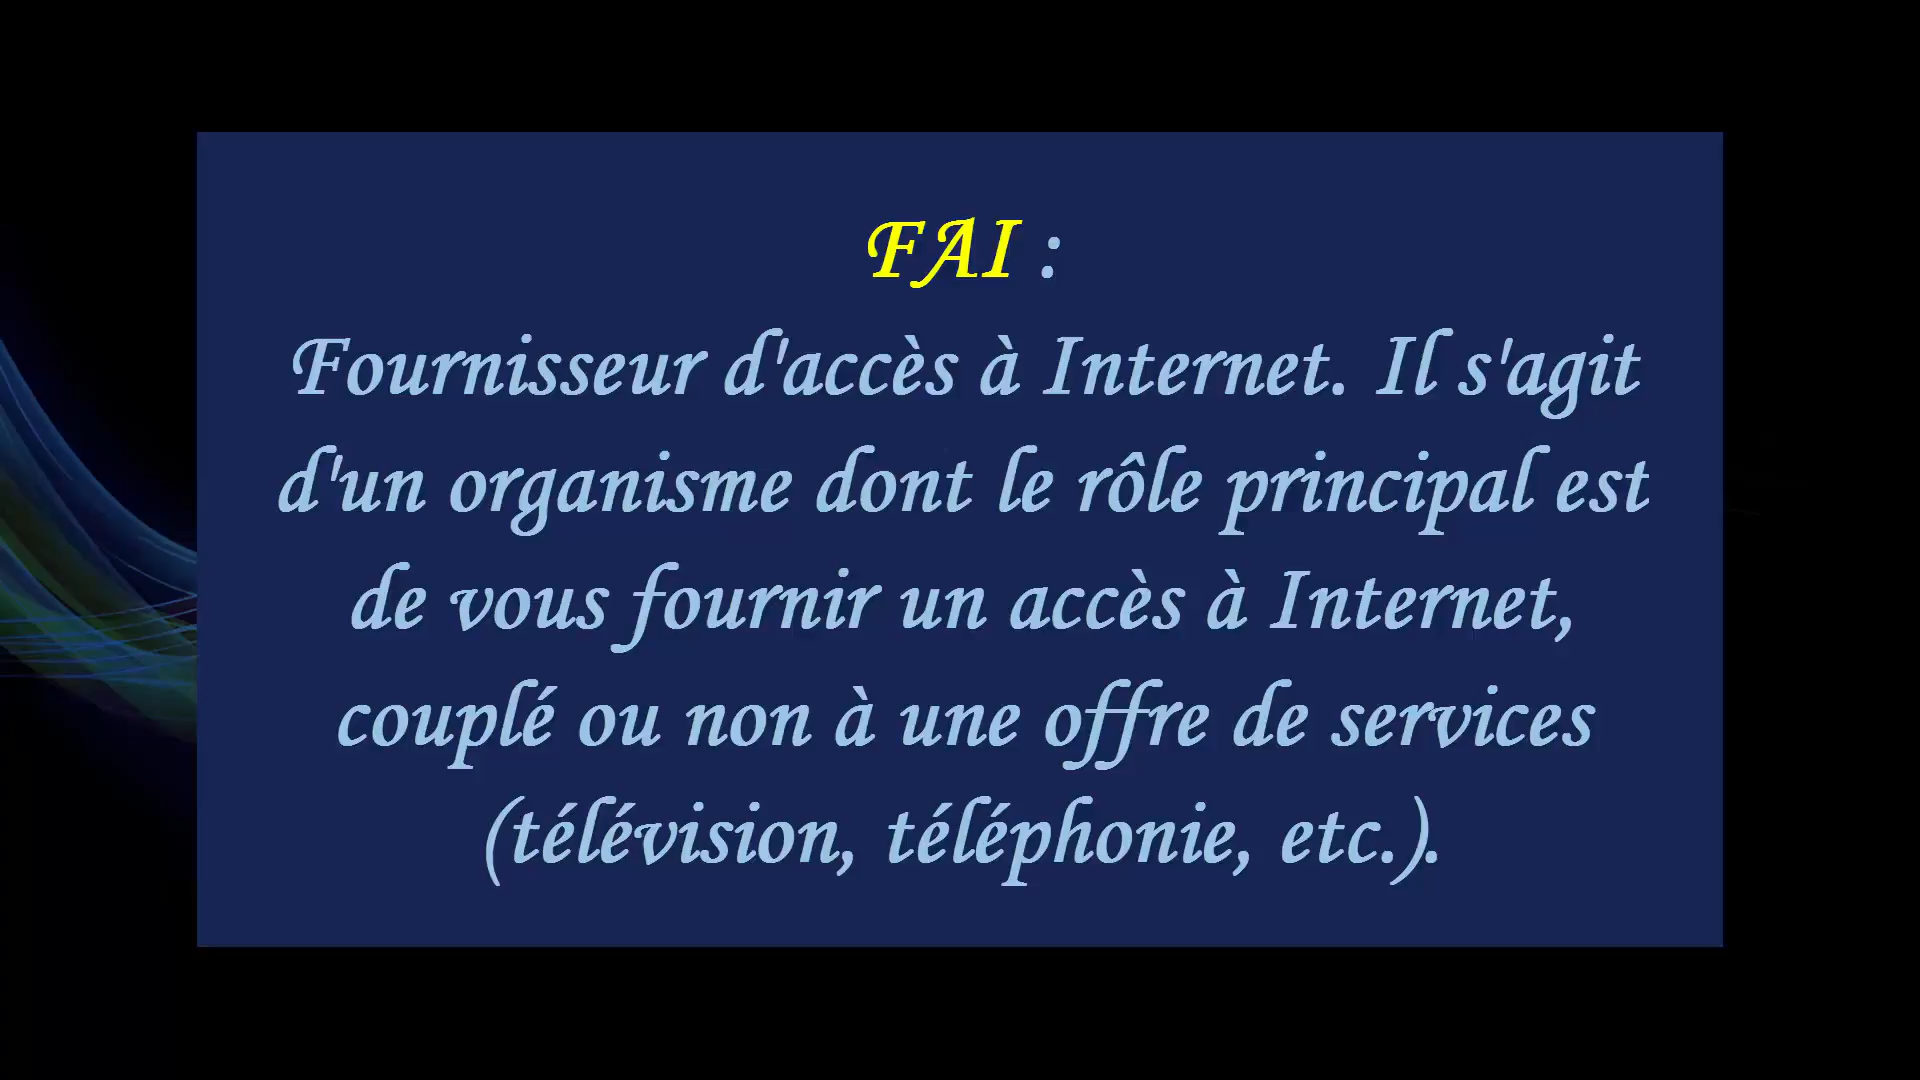 FAI :
Fournisseur d'accès à Internet. Il s'agit
d'un organisme dont le rôle principal est
de vous fournir un accès à Internet,
couplé ou non à une offre de services
(télévision, téléphonie, etc.).